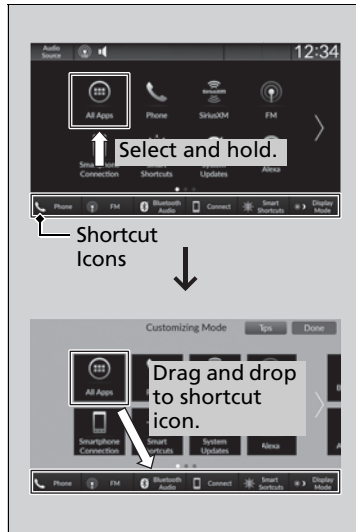 Audio
Source
12:34
All Apps
Phone
SiriusXM
FM
Select and hold.
Connection
Smart
Shortcuts
System
Updates
Alexa
Phone
FM
Bluetooth
Audio
Connect
Smart
Shortcuts
Display
Mode
Shortcut
Icons
Customizing Mode
Tips
Done
All Apps
Drag and drop
to shortcut
icon.
Smartphone
Connection
Smart
Shortcuts
System
Updates
Alexa
Phone
FM
Bluetooth
Audio
Connect
Smart
Shortcuts
Display
Mode